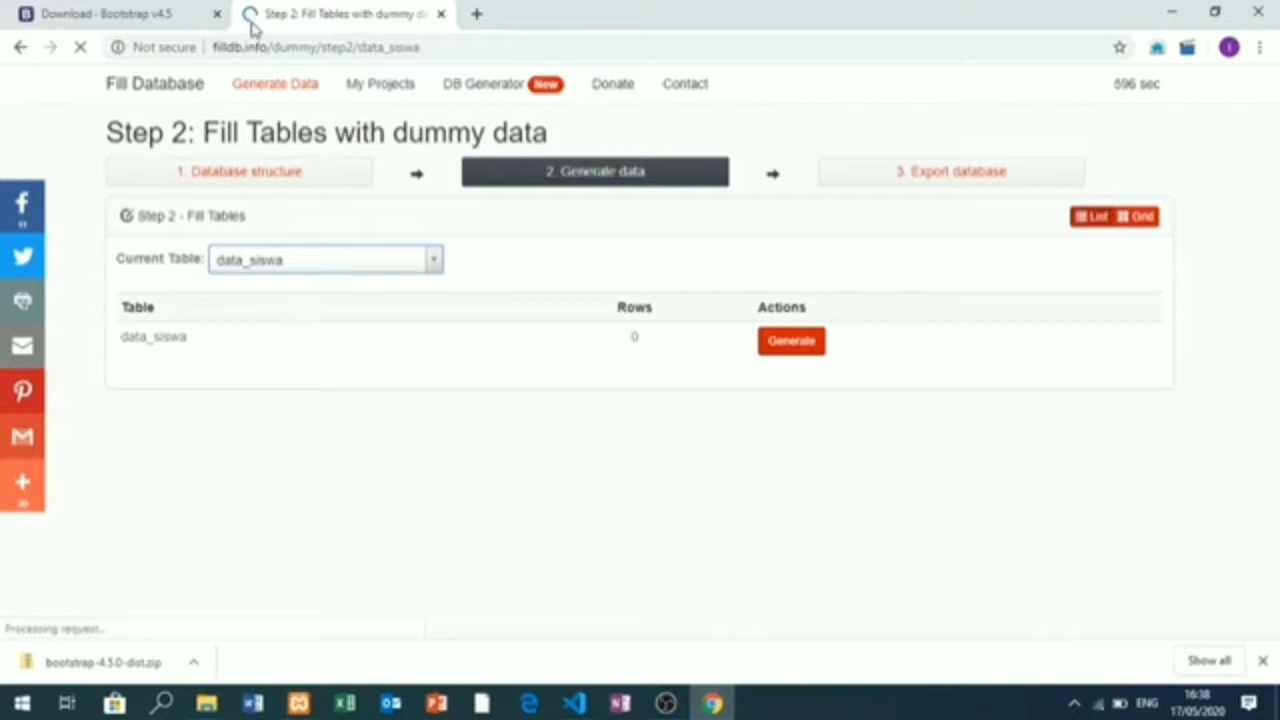 Download · Bootstrap v4.5
Step 2: Fill Tables with dummy d
Not secure | filldb.info/dummy/step2/data_siswa
Fill Database Generate Data My Projects DB Generator New Donate Contact 596 sec
Step 2: Fill Tables with dummy data
1. Database structure 2. Generate data 3. Export database
Step 2 - Fill Tables List Grid
Current Table: data_siswa
Table Rows Actions
data_siswa 0 Generate
Processing request...
bootstrap-4.5.0-dist.zip Show all
ENG 16:38
17/05/2020